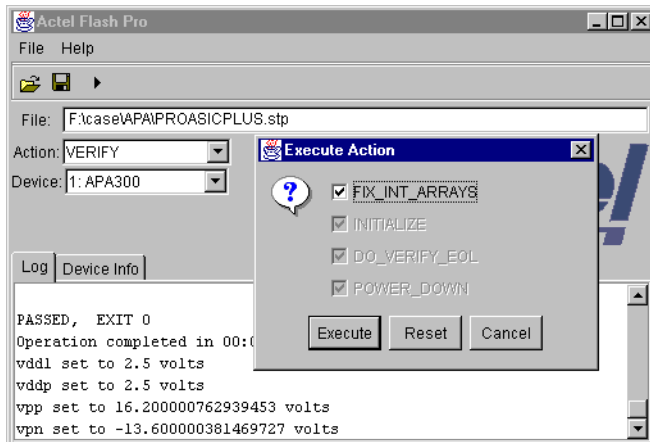 Actel Flash Pro
File Help
File: F:\case\APA\PROASICPLUS.stp
Action: VERIFY
Device: 1: APA300
Execute Action
?
FIX_INT_ARRAYS
INITIALIZE
DO_VERIFY_EOL
POWER_DOWN
Execute Reset Cancel
Log Device Info
PASSED, EXIT 0
Operation completed in 00:
vddl set to 2.5 volts
vddp set to 2.5 volts
vpp set to 16.200000762939453 volts
vpn set to -13.600000381469727 volts